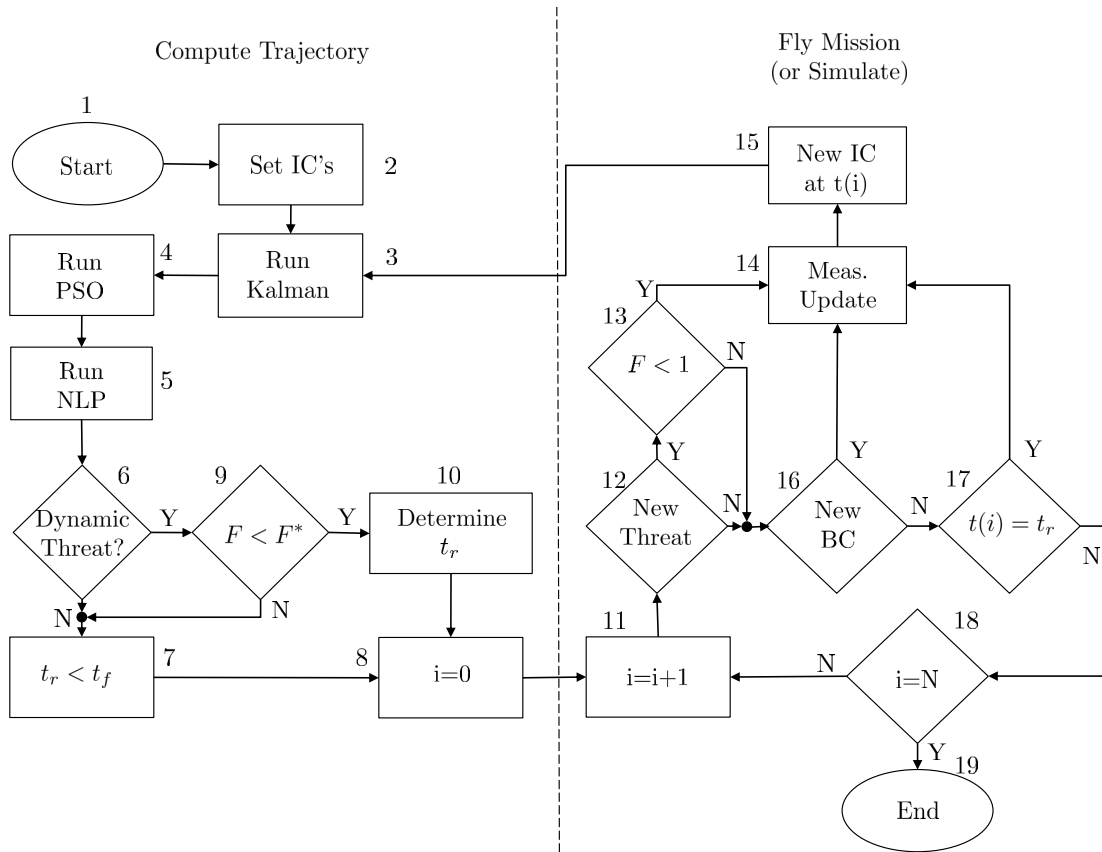 Compute Trajectory
Fly Mission
(or Simulate)
1
Start
Set IC's
2
15
New IC
at t(i)
4
Run
PSO
Run
Kalman
3
14
Meas.
Update
Y
13
F < 1
N
Run
NLP
5
Y
6
Dynamic
Threat?
Y
N
9
F < F*
Y
N
10
Determine
t_r
12
New
Threat
N
16
New
BC
Y
N
17
t(i) = t_r
Y
N
t_r < t_f
7
8
i=0
11
i=i+1
N
18
i=N
Y
19
End